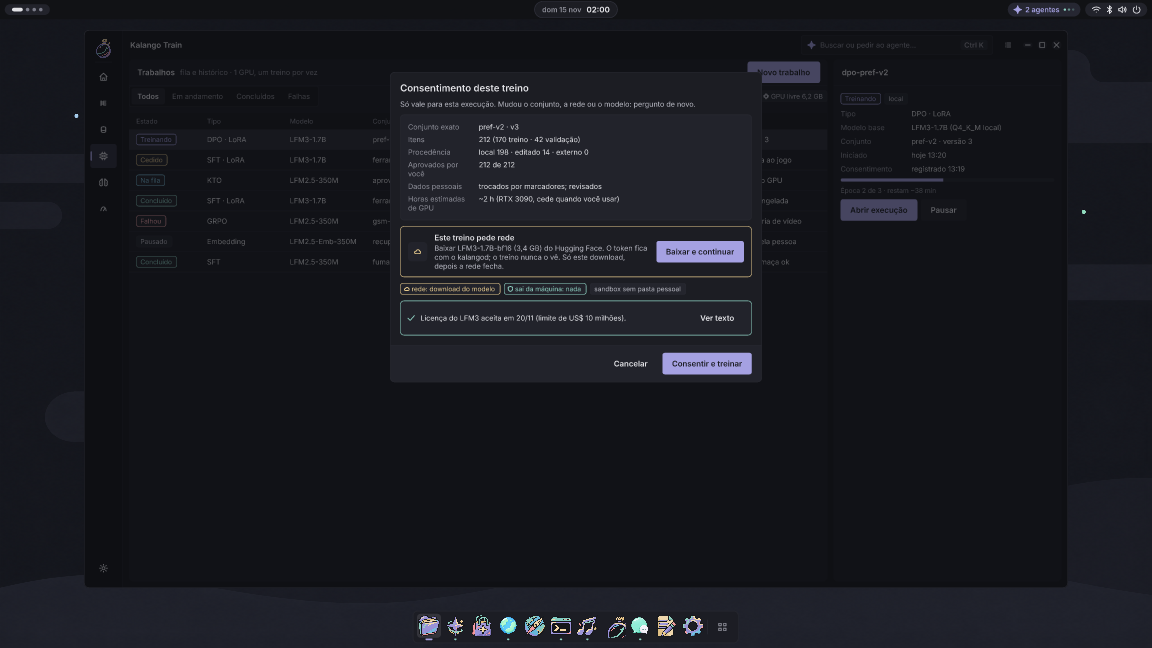 dom 15 nov 02:00
2 agentes
Kalango Train
Buscar ou pedir ao agente...
Ctrl K
Trabalhos fila e histórico · 1 GPU, um treino por vez
Novo trabalho
Todos Em andamento Concluídos Falhas
GPU livre 6,2 GB
Estado Tipo Modelo
Treinando DPO · LoRA LFM3-1.7B
Cedido SFT · LoRA LFM3-1.7B
ao jogo
Na fila KTO LFM2.5-350M
GPU
Concluído SFT · LoRA LFM3-1.7B
Falhou GRPO LFM2.5-350M
de vídeo
Pausado Embedding LFM2.5-Emb-350M
pessoa
Concluído SFT LFM2.5-350M
ok
Consentimento deste treino
Só vale para esta execução. Mudou o conjunto, a rede ou o modelo: pergunto de novo.
Conjunto exato pref-v2 · v3
Itens 212 (170 treino · 42 validação)
Procedência local 198 · editado 14 · externo 0
Aprovados por você 212 de 212
Dados pessoais trocados por marcadores; revisados
Horas estimadas de GPU ~2 h (RTX 3090, cede quando você usar)
Este treino pede rede
Baixar LFM3-1.7B-bf16 (3,4 GB) do Hugging Face. O token fica
com o kalangod; o treino nunca o vê. Só este download,
depois a rede fecha.
Baixar e continuar
rede: download do modelo
sai da máquina: nada
sandbox sem pasta pessoal
Licença do LFM3 aceita em 20/11 (limite de US$ 10 milhões).
Ver texto
Cancelar
Consentir e treinar
dpo-pref-v2
Treinando local
Tipo DPO · LoRA
Modelo base LFM3-1.7B (Q4_K_M local)
Conjunto pref-v2 · versão 3
Iniciado hoje 13:20
Consentimento registrado 13:19
Época 2 de 3 · restam ~38 min
Abrir execução
Pausar